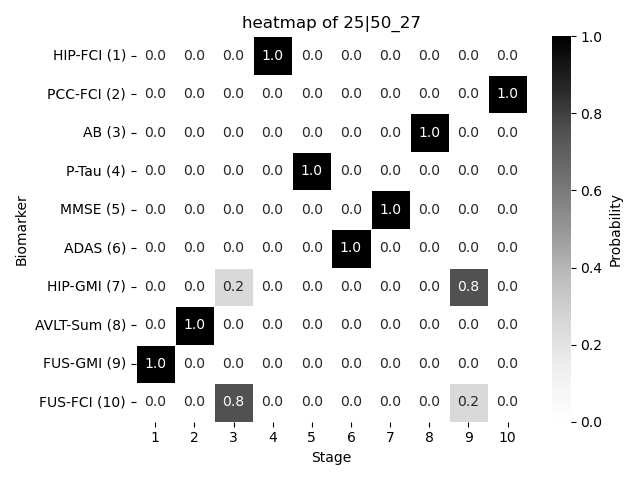 heatmap of 25|50_27
HIP-FCI (1) 0.0 0.0 0.0 1.0 0.0 0.0 0.0 0.0 0.0 0.0
PCC-FCI (2) 0.0 0.0 0.0 0.0 0.0 0.0 0.0 0.0 0.0 1.0
AB (3) 0.0 0.0 0.0 0.0 0.0 0.0 0.0 1.0 0.0 0.0
P-Tau (4) 0.0 0.0 0.0 0.0 1.0 0.0 0.0 0.0 0.0 0.0
MMSE (5) 0.0 0.0 0.0 0.0 0.0 0.0 1.0 0.0 0.0 0.0
ADAS (6) 0.0 0.0 0.0 0.0 0.0 1.0 0.0 0.0 0.0 0.0
HIP-GMI (7) 0.0 0.0 0.2 0.0 0.0 0.0 0.0 0.0 0.8 0.0
AVLT-Sum (8) 0.0 1.0 0.0 0.0 0.0 0.0 0.0 0.0 0.0 0.0
FUS-GMI (9) 1.0 0.0 0.0 0.0 0.0 0.0 0.0 0.0 0.0 0.0
FUS-FCI (10) 0.0 0.0 0.8 0.0 0.0 0.0 0.0 0.0 0.2 0.0
1 2 3 4 5 6 7 8 9 10
Stage
Biomarker
1.0
0.8
0.6
0.4
0.2
0.0
Probability